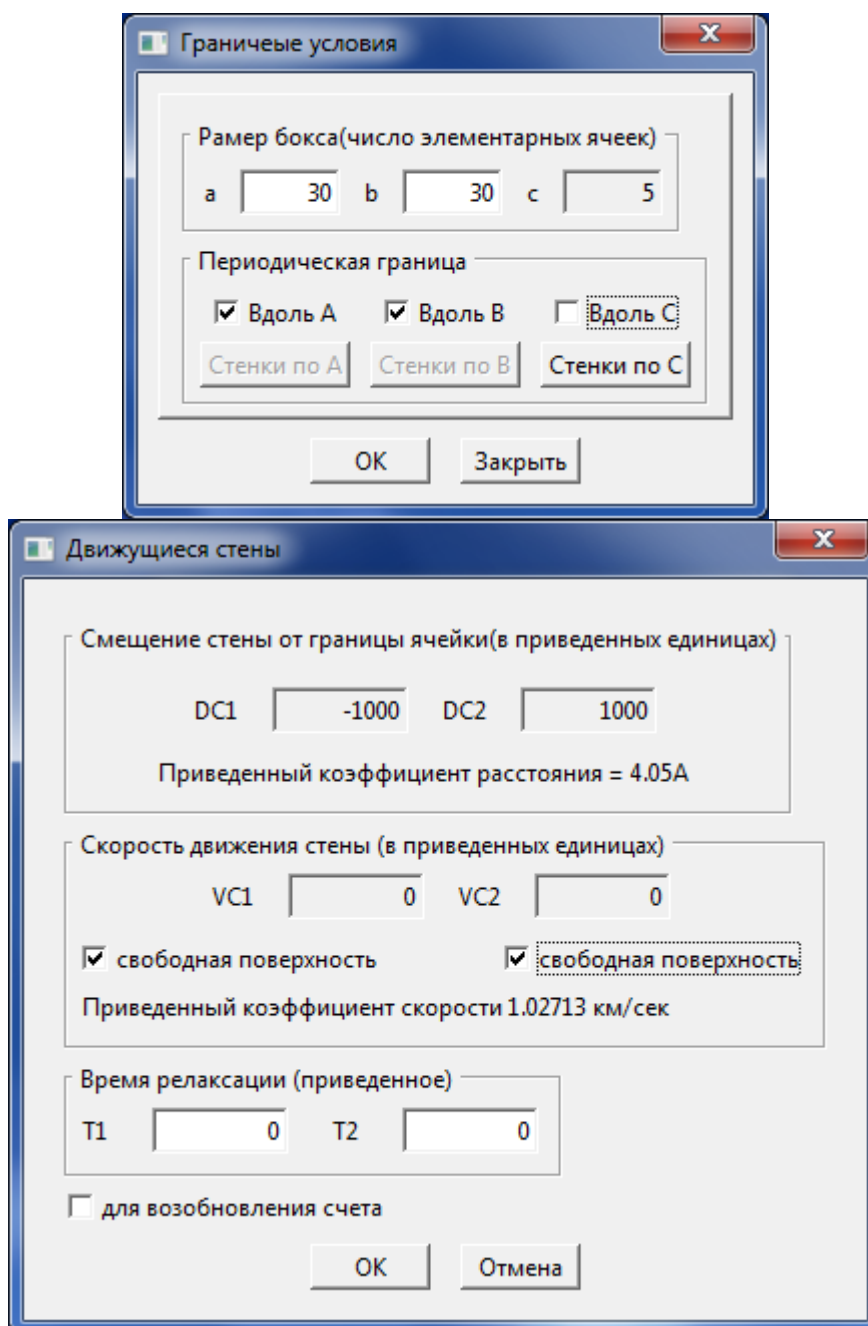 Граничеые условия
Рамер бокса(число элементарных ячеек)
a 30 b 30 c 5
Периодическая граница
Вдоль A Вдоль B Вдоль C
Стенки по A Стенки по B Стенки по C
OK Закрыть
Движущиеся стены
Смещение стены от границы ячейки(в приведенных единицах)
DC1 -1000 DC2 1000
Приведенный коэффициент расстояния = 4.05A
Скорость движения стены (в приведенных единицах)
VC1 0 VC2 0
свободная поверхность свободная поверхность
Приведенный коэффициент скорости 1.02713 км/сек
Время релаксации (приведенное)
T1 0 T2 0
для возобновления счета
OK Отмена